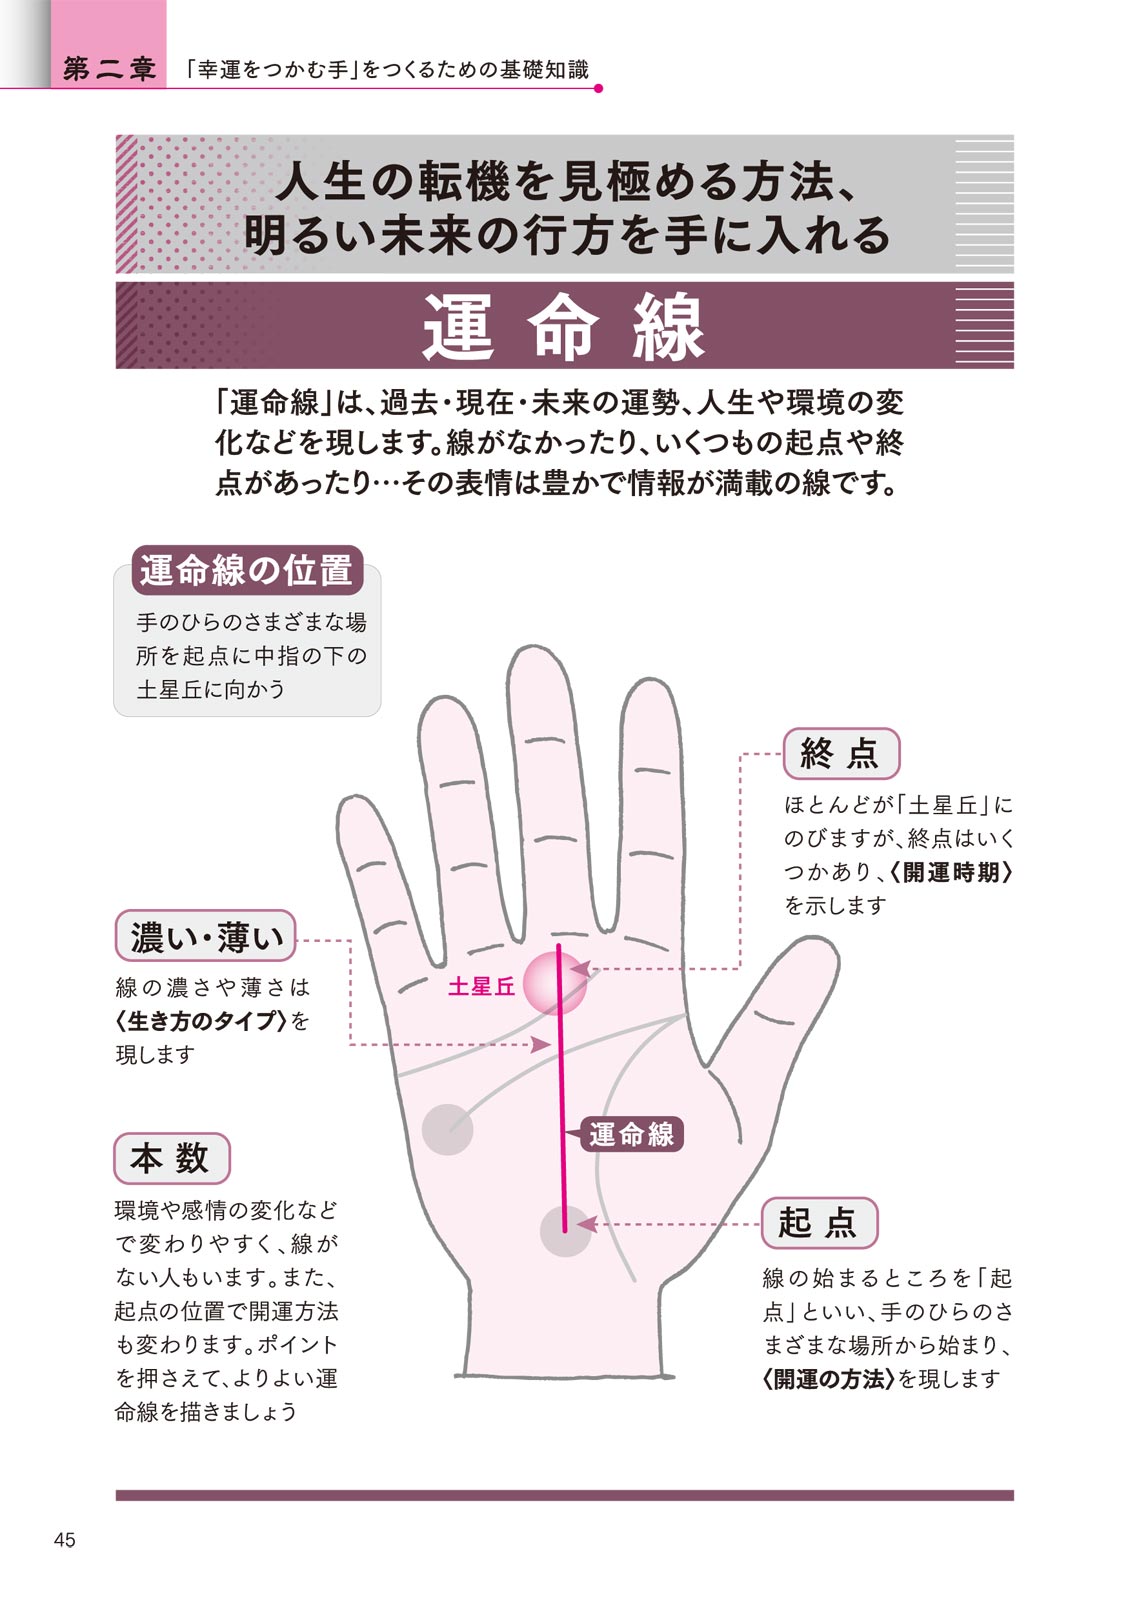 第二章
「幸運をつかむ手」をつくるための基礎知識
人生の転機を見極める方法、
明るい未来の行方を手に入れる
運命線
「運命線」は、過去・現在・未来の運勢、人生や環境の変
化などを現します。線がなかったり、いくつもの起点や終
点があったり…その表情は豊かで情報が満載の線です。
運命線の位置
手のひらのさまざまな場
所を起点に中指の下の
土星丘に向かう
終点
ほとんどが「土星丘」に
のびますが、終点はいく
つかあり、〈開運時期〉
を示します
濃い・薄い
線の濃さや薄さは
〈生き方のタイプ〉を
現します
土星丘
運命線
本数
環境や感情の変化など
で変わりやすく、線が
ない人もいます。また、
起点の位置で開運方法
も変わります。ポイント
を押さえて、よりよい運
命線を描きましょう
起点
線の始まるところを「起
点」といい、手のひらのさ
まざまな場所から始まり、
〈開運の方法〉を現します
45